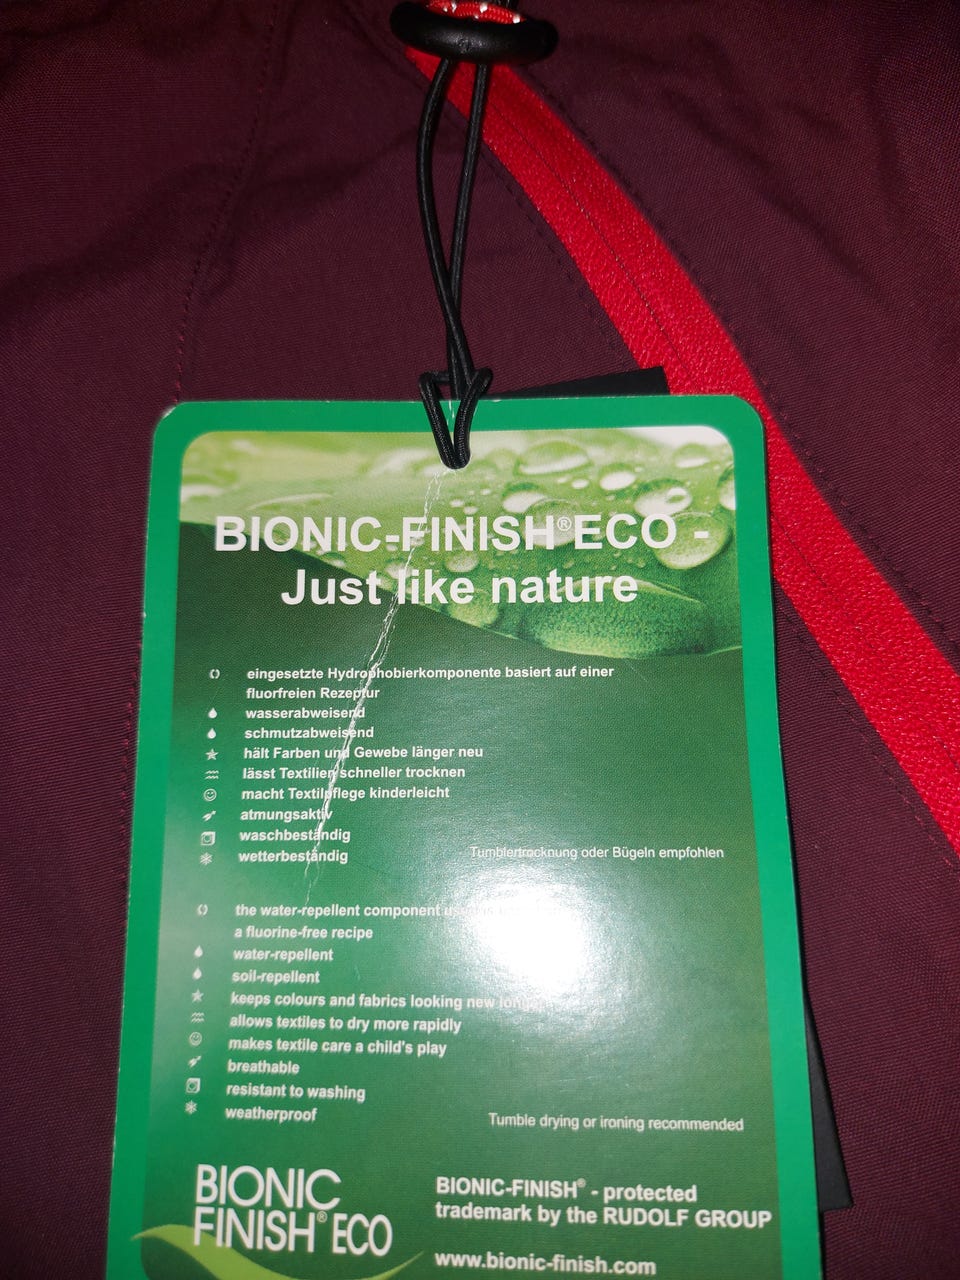 BIONIC-FINISH®ECO -
Just like nature
eingesetzte Hydrophobierkomponente basiert auf einer
fluorfreien Rezeptur
wasserabweisend
schmutzabweisend
hält Farben und Gewebe länger neu
lässt Textilien schneller trocknen
macht Textilpflege kinderleicht
atmungsaktiv
waschbeständig
wetterbeständig
Tumblertrocknung oder Bügeln empfohlen
the water-repellent component
a fluorine-free recipe
water-repellent
soil-repellent
keeps colours and fabrics looking new longer
allows textiles to dry more rapidly
makes textile care a child's play
breathable
resistant to washing
weatherproof
Tumble drying or ironing recommended
BIONIC
FINISH® ECO
BIONIC-FINISH® - protected
trademark by the RUDOLF GROUP
www.bionic-finish.com